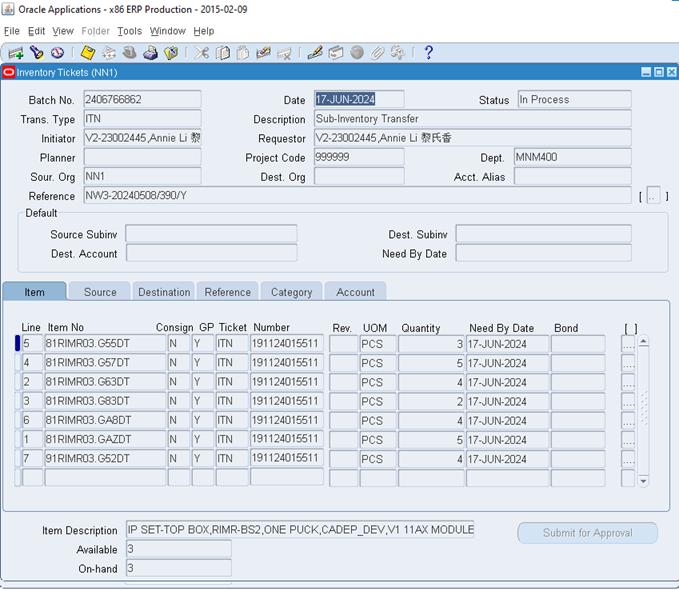 Oracle Applications - x86 ERP Production - 2015-02-09
File Edit View Folder Tools Window Help
Inventory Tickets (NN1)
Batch No. 2406766862 Date 17-JUN-2024 Status In Process
Trans. Type ITN Description Sub-Inventory Transfer
Initiator V2-23002445,Annie Li 黎 Requestor V2-23002445,Annie Li 黎氏香
Planner Project Code 999999 Dept. MNM400
Sour. Org NN1 Dest. Org Acct. Alias
Reference NW3-20240508/390/Y [ .. ]
Default
Source Subinv Dest. Subinv
Dest. Account Need By Date
Item Source Destination Reference Category Account
Line Item No Consign GP Ticket Number Rev. UOM Quantity Need By Date Bond [ ]
5 81RIMR03.G55DT N Y ITN 191124015511 PCS 3 17-JUN-2024 ....
4 81RIMR03.G57DT N Y ITN 191124015511 PCS 5 17-JUN-2024 ....
2 81RIMR03.G63DT N Y ITN 191124015511 PCS 4 17-JUN-2024 ....
3 81RIMR03.G83DT N Y ITN 191124015511 PCS 2 17-JUN-2024 ....
6 81RIMR03.GA8DT N Y ITN 191124015511 PCS 4 17-JUN-2024 ....
1 81RIMR03.GAZDT N Y ITN 191124015511 PCS 5 17-JUN-2024 ....
7 91RIMR03.G52DT N Y ITN 191124015511 PCS 4 17-JUN-2024 ....
Item Description IP SET-TOP BOX,RIMR-BS2,ONE PUCK,CADEP_DEV,V1 11AX MODULE
Submit for Approval
Available 3
On-hand 3